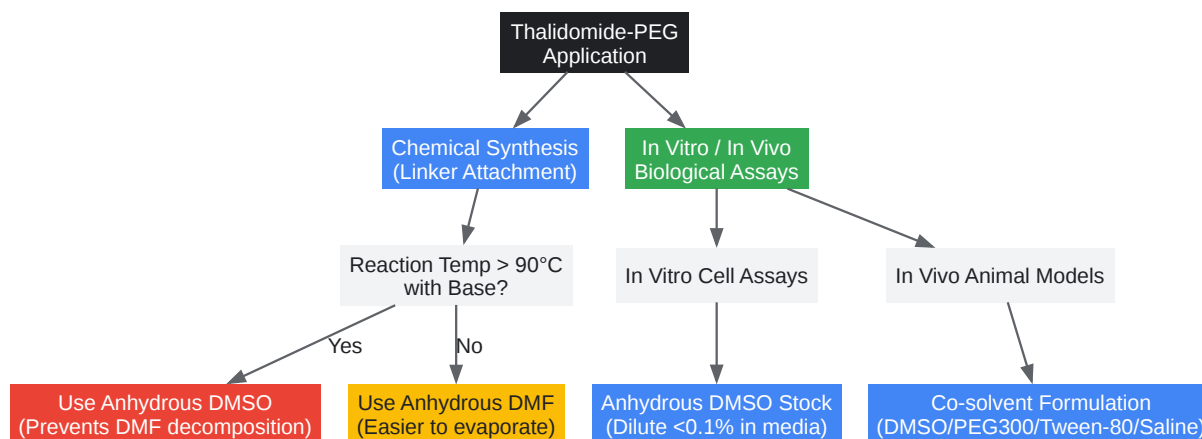 Thalidomide-PEG
Application
Chemical Synthesis
(Linker Attachment)
In Vitro / In Vivo
Biological Assays
Reaction Temp > 90°C
with Base?
In Vitro Cell Assays
In Vivo Animal Models
Yes
No
Use Anhydrous DMSO
(Prevents DMF decomposition)
Use Anhydrous DMF
(Easier to evaporate)
Anhydrous DMSO Stock
(Dilute <0.1% in media)
Co-solvent Formulation
(DMSO/PEG300/Tween-80/Saline